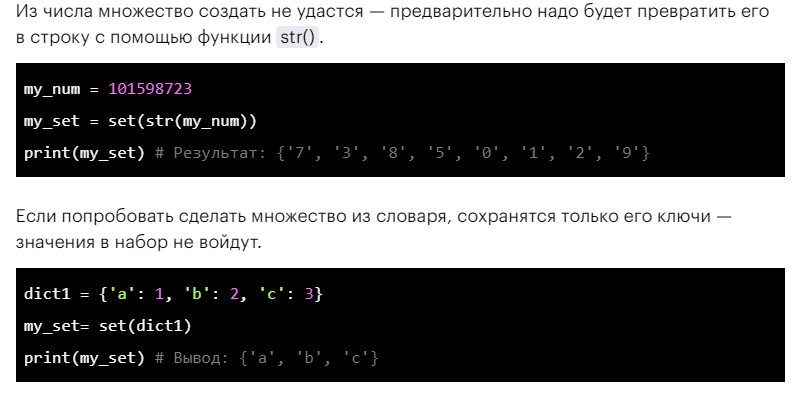 Из числа множество создать не удастся — предварительно надо будет превратить его
в строку с помощью функции str().
my_num = 101598723
my_set = set(str(my_num))
print(my_set) # Результат: {'7', '3', '8', '5', '0', '1', '2', '9'}
Если попробовать сделать множество из словаря, сохранятся только его ключи —
значения в набор не войдут.
dict1 = {'a': 1, 'b': 2, 'c': 3}
my_set= set(dict1)
print(my_set) # Вывод: {'a', 'b', 'c'}